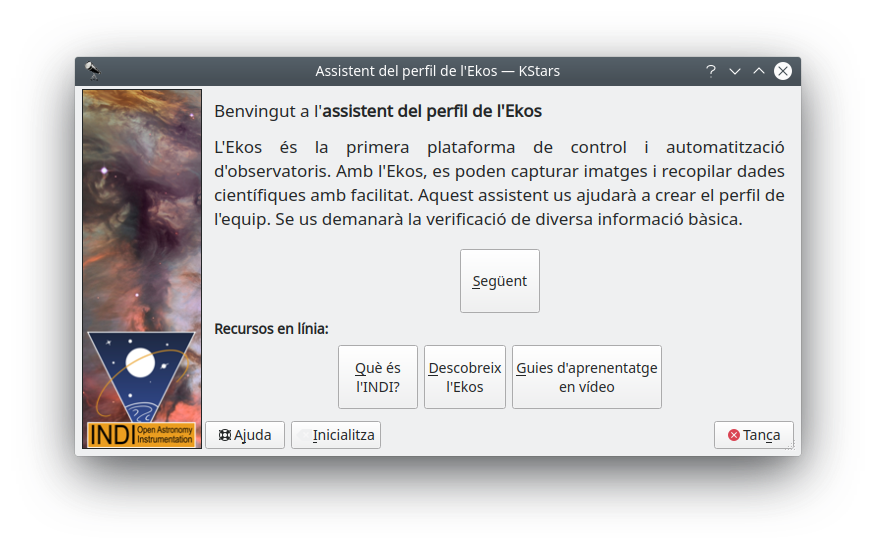 Assistent del perfil de l'Ekos — KStars
Benvingut a l'assistent del perfil de l'Ekos
L'Ekos és la primera plataforma de control i automatització
d'observatoris. Amb l'Ekos, es poden capturar imatges i recopilar dades
científiques amb facilitat. Aquest assistent us ajudarà a crear el perfil de
l'equip. Se us demanarà la verificació de diversa informació bàsica.
Següent
Recursos en línia:
Què és
l'INDI?
Descobreix
l'Ekos
Guies d'aprenentatge
en vídeo
INDI
Open Astronomy
Instrumentation
Ajuda
Inicialitza
Tanca